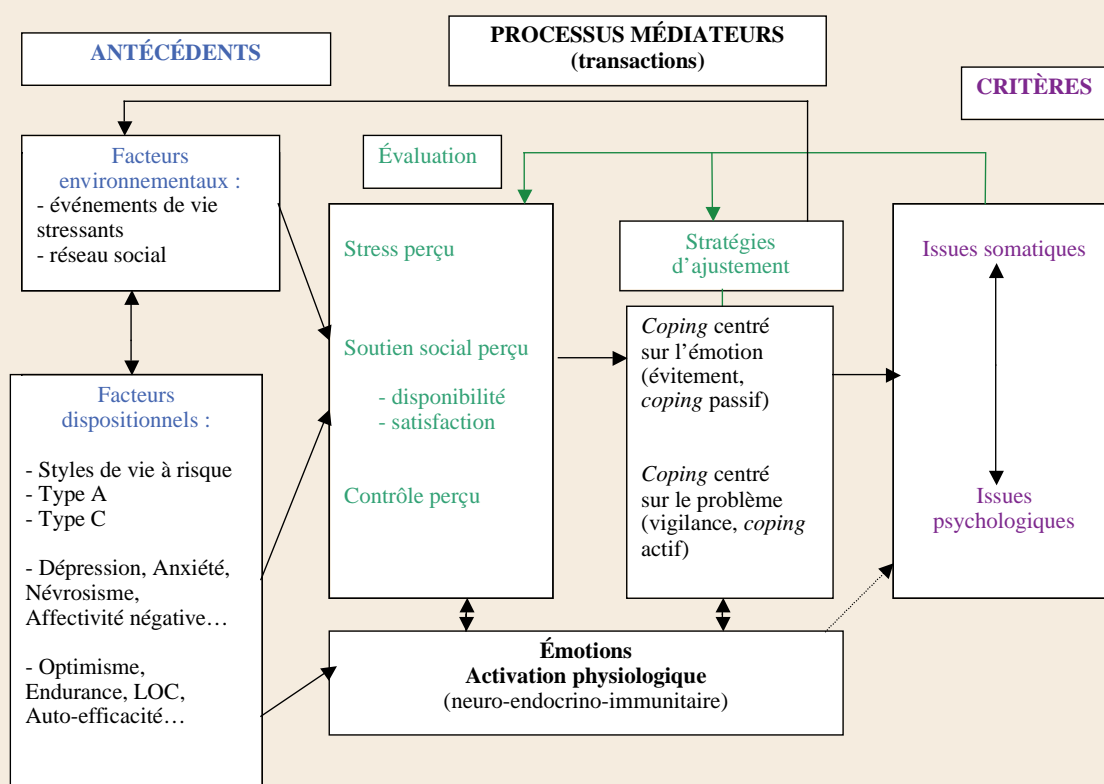 ANTÉCÉDENTS
PROCESSUS MÉDIATEURS
(transactions)
CRITÈRES
Facteurs
environnementaux :
- événements de vie
stressants
- réseau social
Facteurs
dispositionnels :
- Styles de vie à risque
- Type A
- Type C
- Dépression, Anxiété,
Névrosisme,
Affectivité négative…
- Optimisme,
Endurance, LOC,
Auto-efficacité…
Évaluation
Stress perçu
Soutien social perçu
- disponibilité
- satisfaction
Contrôle perçu
Stratégies
d’ajustement
Coping centré
sur l’émotion
(évitement,
coping passif)
Coping centré
sur le problème
(vigilance, coping
actif)
Émotions
Activation physiologique
(neuro-endocrino-immunitaire)
Issues somatiques
Issues
psychologiques